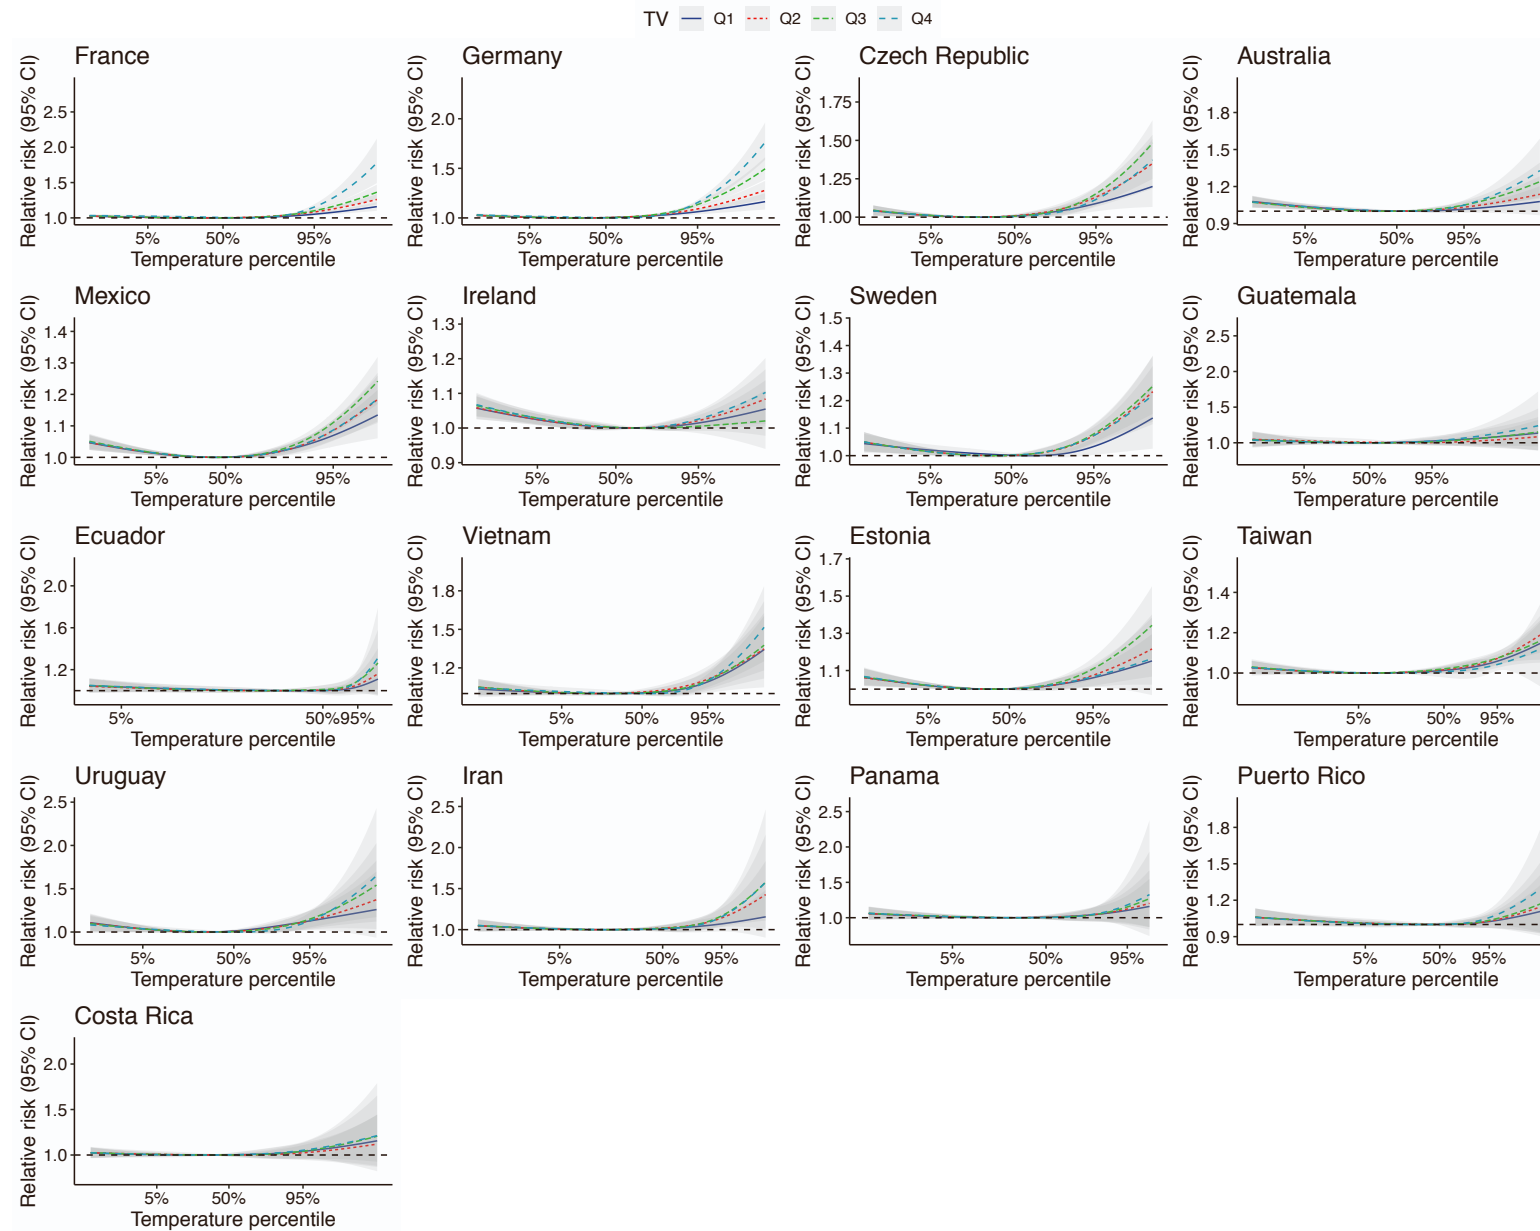 TV Q1 Q2 Q3 Q4
France
Relative risk (95% CI)
2.5
2.0
1.5
1.0
5% 50% 95%
Temperature percentile
Germany
Relative risk (95% CI)
2.0
1.5
1.0
5% 50% 95%
Temperature percentile
Czech Republic
Relative risk (95% CI)
1.75
1.50
1.25
1.00
5% 50% 95%
Temperature percentile
Australia
Relative risk (95% CI)
1.8
1.5
1.2
0.9
5% 50% 95%
Temperature percentile
Mexico
Relative risk (95% CI)
1.4
1.3
1.2
1.1
1.0
5% 50% 95%
Temperature percentile
Ireland
Relative risk (95% CI)
1.3
1.2
1.1
1.0
0.9
5% 50% 95%
Temperature percentile
Sweden
Relative risk (95% CI)
1.5
1.4
1.3
1.2
1.1
1.0
5% 50% 95%
Temperature percentile
Guatemala
Relative risk (95% CI)
2.5
2.0
1.5
1.0
5% 50% 95%
Temperature percentile
Ecuador
Relative risk (95% CI)
2.0
1.6
1.2
5% 50% 95%
Temperature percentile
Vietnam
Relative risk (95% CI)
1.8
1.5
1.2
5% 50% 95%
Temperature percentile
Estonia
Relative risk (95% CI)
1.7
1.5
1.3
1.1
5% 50% 95%
Temperature percentile
Taiwan
Relative risk (95% CI)
1.4
1.2
1.0
5% 50% 95%
Temperature percentile
Uruguay
Relative risk (95% CI)
2.5
2.0
1.5
1.0
5% 50% 95%
Temperature percentile
Iran
Relative risk (95% CI)
2.5
2.0
1.5
1.0
5% 50% 95%
Temperature percentile
Panama
Relative risk (95% CI)
2.5
2.0
1.5
1.0
5% 50% 95%
Temperature percentile
Puerto Rico
Relative risk (95% CI)
1.8
1.5
1.2
0.9
5% 50% 95%
Temperature percentile
Costa Rica
Relative risk (95% CI)
2.0
1.5
1.0
5% 50% 95%
Temperature percentile